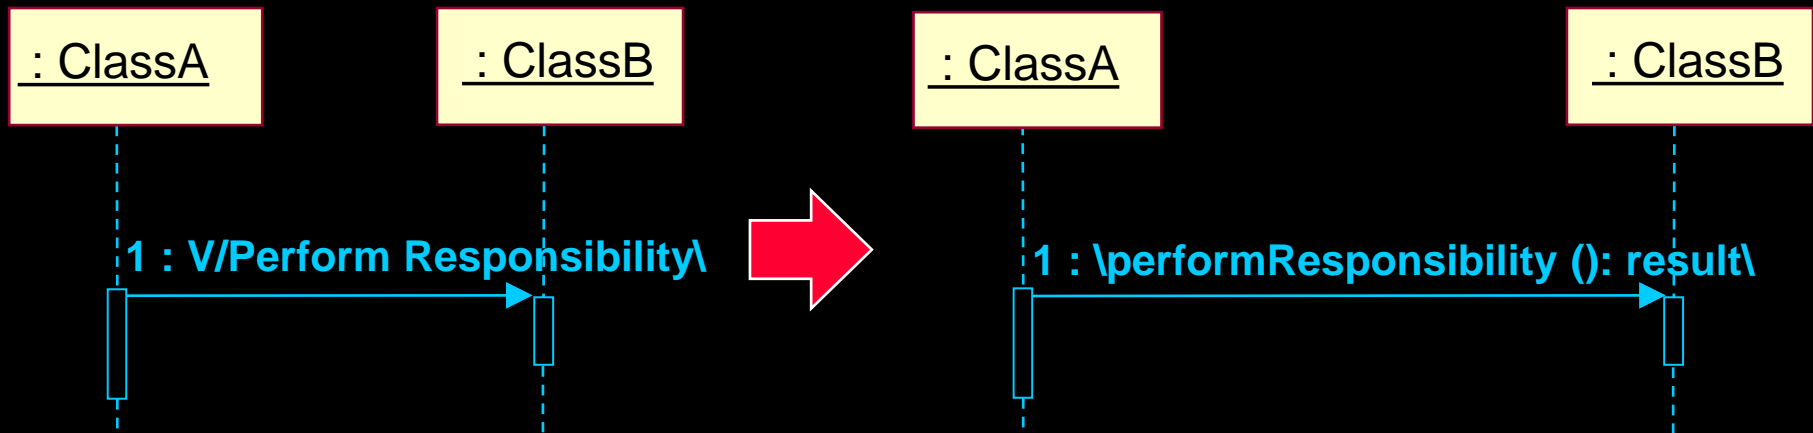 : ClassA
: ClassB
: ClassA
: ClassB
1 : V/Perform Responsibility\
1 : \performResponsibility (): result\